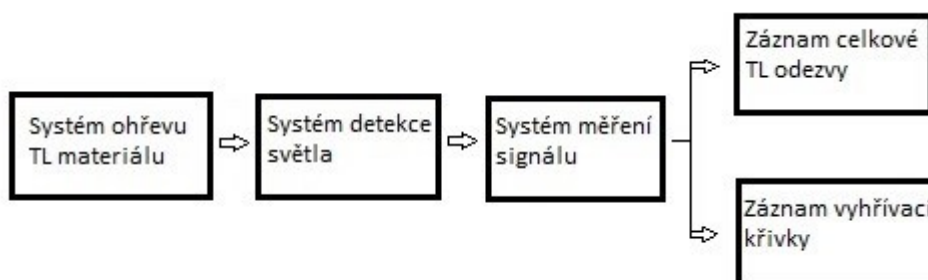 Systém ohřevu
TL materiálu
Systém detekce
světla
Systém měření
signálu
Záznam celkové
TL odezvy
Záznam vyhřívací
křivky